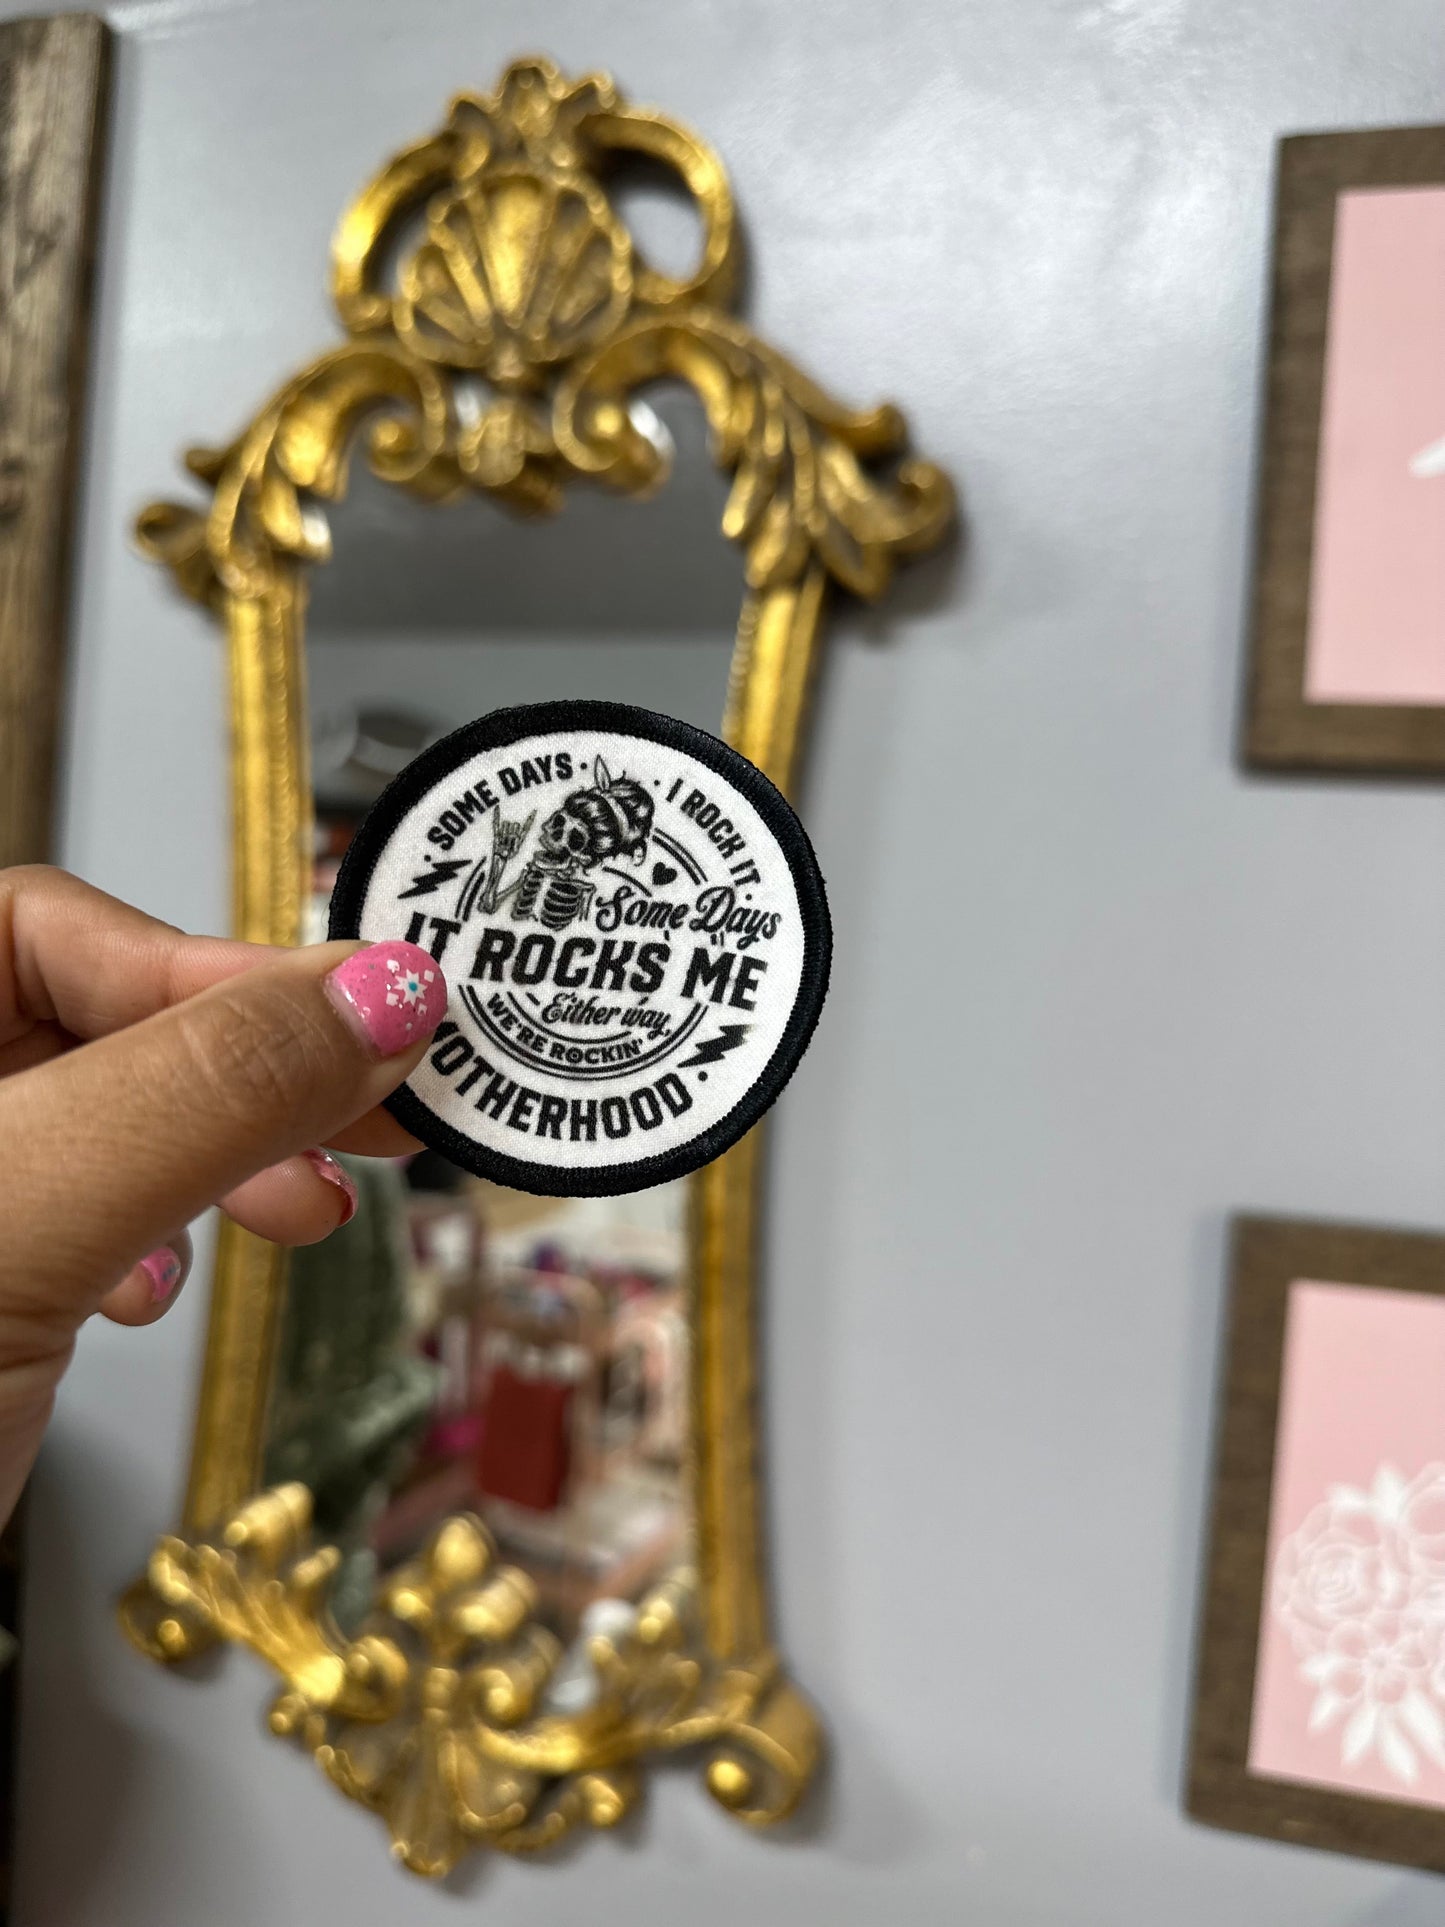 · SOME DAYS ·
· I ROCK IT ·
Some Days
IT ROCKS ME
Either way,
WE'RE ROCKIN'
MOTHERHOOD ·